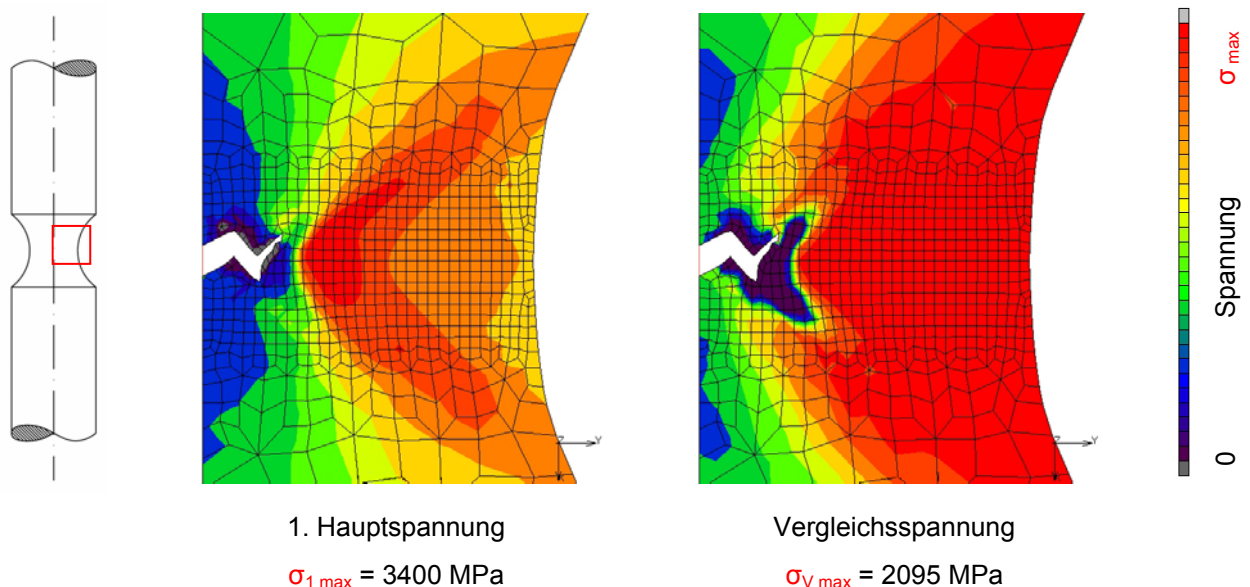 σ max
Spannung
0
Z
Y
X
Z
Y
X
1. Hauptspannung
Vergleichsspannung
σ1 max = 3400 MPa
σV max = 2095 MPa